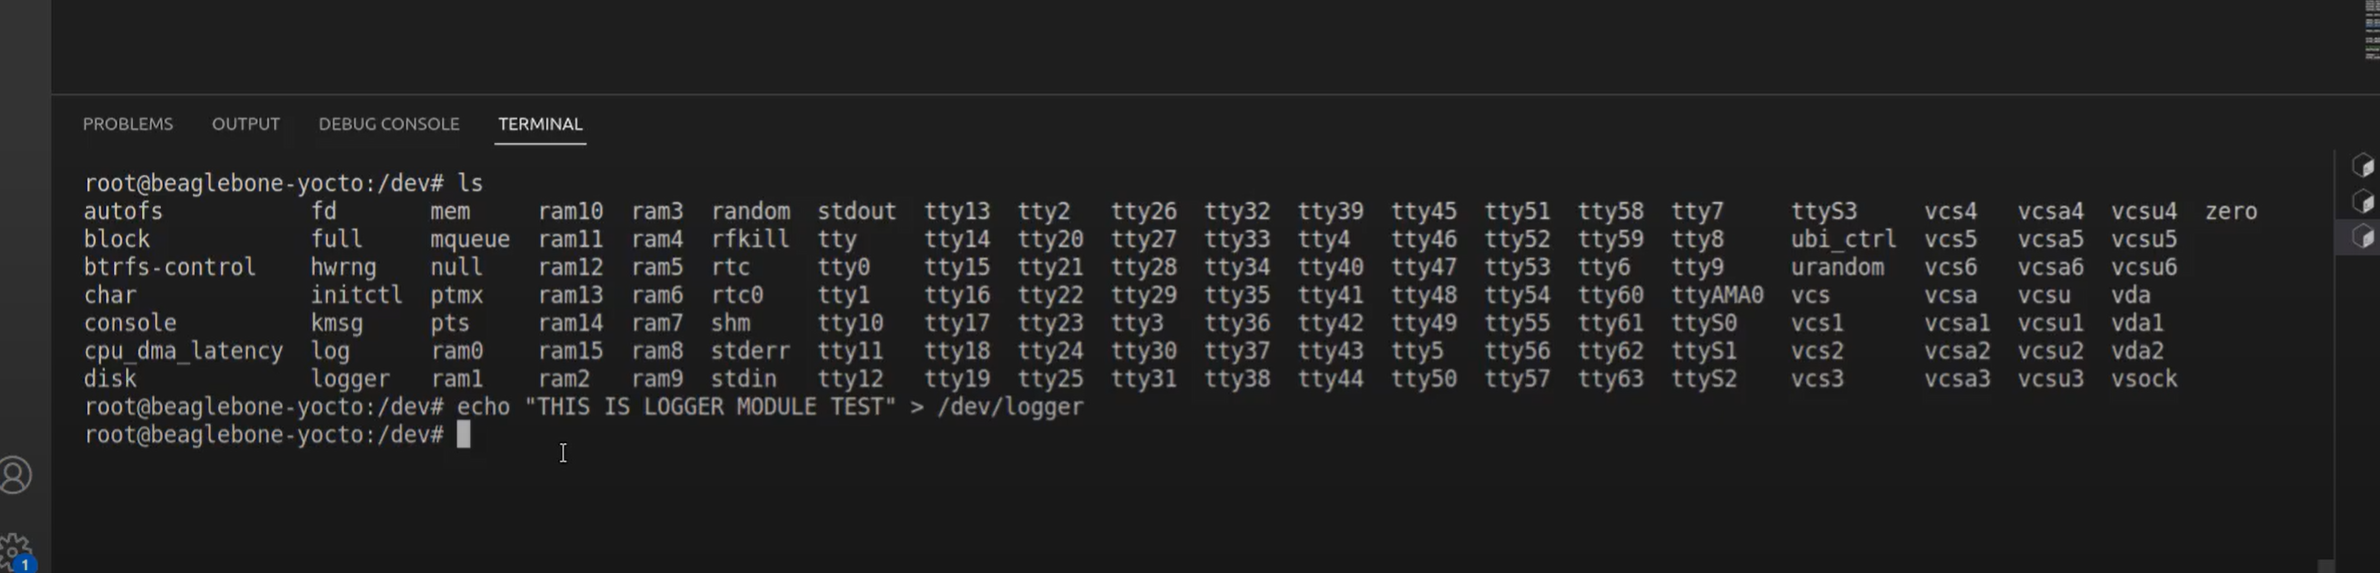 PROBLEMS OUTPUT DEBUG CONSOLE TERMINAL
root@beaglebone-yocto:/dev# ls
autofs fd mem ram10 ram3 random stdout tty13 tty2 tty26 tty32 tty39 tty45 tty51 tty58 tty7 ttyS3 vcs4 vcsa4 vcsu4 zero
block full mqueue ram11 ram4 rfkill tty tty14 tty20 tty27 tty33 tty4 tty46 tty52 tty59 tty8 ubi_ctrl vcs5 vcsa5 vcsu5
btrfs-control hwrng null ram12 ram5 rtc tty0 tty15 tty21 tty28 tty34 tty40 tty47 tty53 tty6 tty9 urandom vcs6 vcsa6 vcsu6
char initctl ptmx ram13 ram6 rtc0 tty1 tty16 tty22 tty29 tty35 tty41 tty48 tty54 tty60 ttyAMA0 vcs vcsa vcsu vda
console kmsg pts ram14 ram7 shm tty10 tty17 tty23 tty3 tty36 tty42 tty49 tty55 tty61 ttyS0 vcs1 vcsa1 vcsu1 vda1
cpu_dma_latency log ram0 ram15 ram8 stderr tty11 tty18 tty24 tty30 tty37 tty43 tty5 tty56 tty62 ttyS1 vcs2 vcsa2 vcsu2 vda2
disk logger ram1 ram2 ram9 stdin tty12 tty19 tty25 tty31 tty38 tty44 tty50 tty57 tty63 ttyS2 vcs3 vcsa3 vcsu3 vsock
root@beaglebone-yocto:/dev# echo "THIS IS LOGGER MODULE TEST" > /dev/logger
root@beaglebone-yocto:/dev#
1